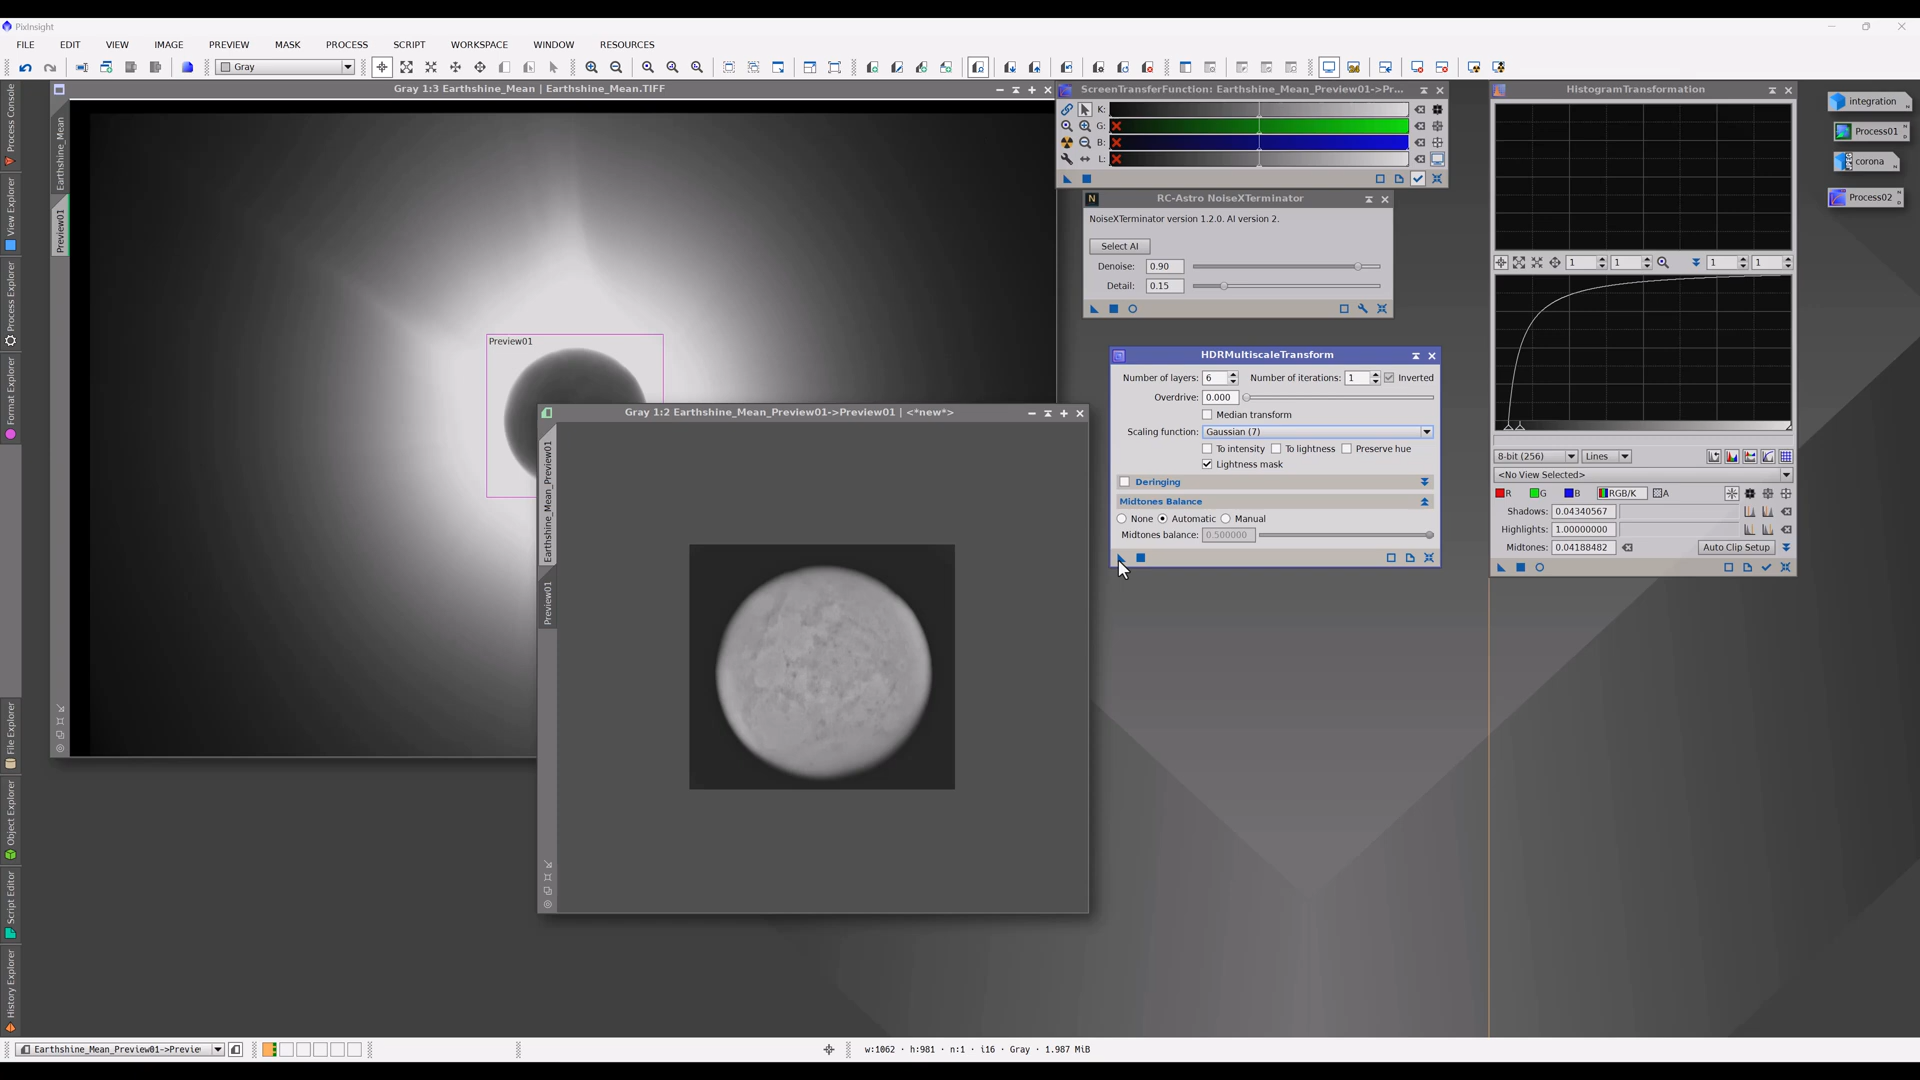 PixInsight
FILE EDIT VIEW IMAGE PREVIEW MASK PROCESS SCRIPT WORKSPACE WINDOW RESOURCES
Gray
Process Console
View Explorer
Process Explorer
Format Explorer
File Explorer
Object Explorer
Script Editor
History Explorer
Gray 1:3 Earthshine_Mean | Earthshine_Mean.TIFF
Earthshine_Mean
Preview01
Preview01
Gray 1:2 Earthshine_Mean_Preview01->Preview01 | <*new*>
Earthshine_Mean_Preview01
Preview01
ScreenTransferFunction: Earthshine_Mean_Preview01->Pr...
K:
G:
B:
L:
RC-Astro NoiseXTerminator
NoiseXTerminator version 1.2.0. AI version 2.
Select AI
Denoise: 0.90
Detail: 0.15
HDRMultiscaleTransform
Number of layers: 6 Number of iterations: 1 Inverted
Overdrive: 0.000
Median transform
Scaling function: Gaussian (7)
To intensity To lightness Preserve hue
Lightness mask
Deringing
Midtones Balance
None Automatic Manual
Midtones balance: 0.500000
HistogramTransformation
1 1 1 1
8-bit (256) Lines
<No View Selected>
R G B RGB/K A
Shadows: 0.04340567
Highlights: 1.00000000
Midtones: 0.04188482 Auto Clip Setup
integration
Process01
corona
Process02
Earthshine_Mean_Preview01->Previe
w:1062 · h:981 · n:1 · i16 · Gray · 1.987 MiB